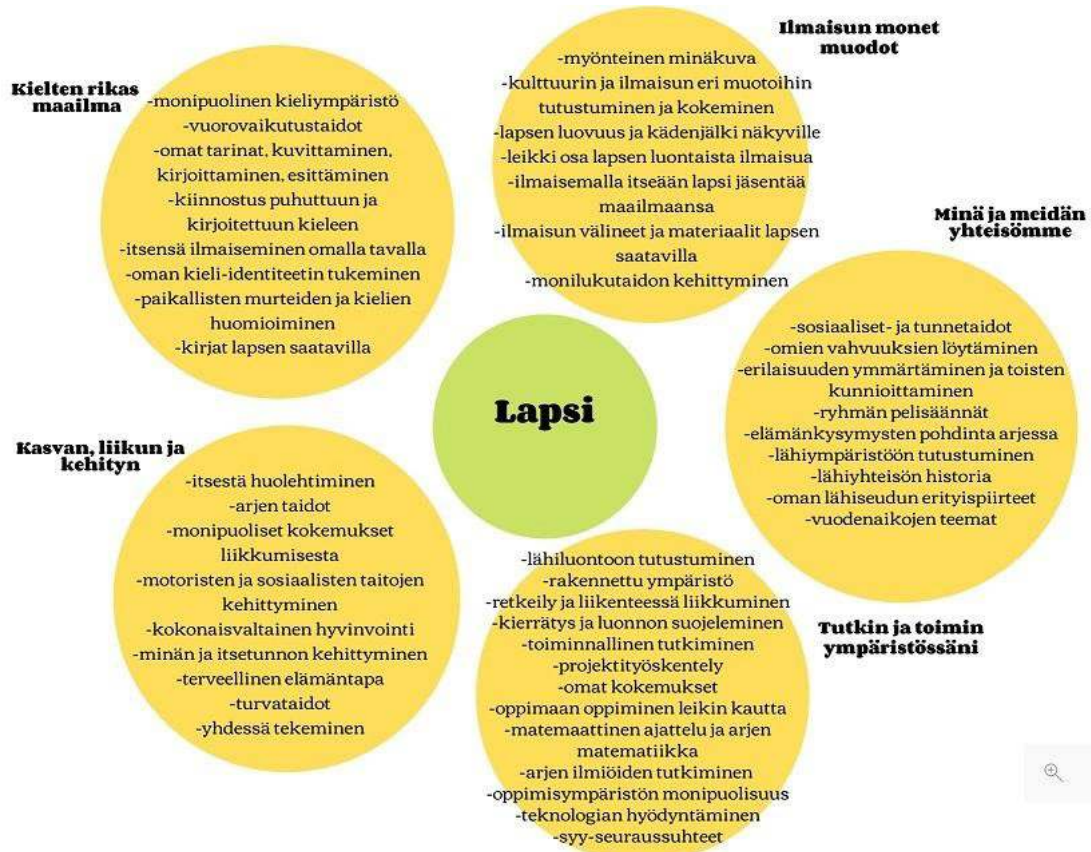 Kielten rikas
maailma
-monipuolinen kieliympäristö
-vuorovaikutustaidot
-omat tarinat, kuvittaminen,
kirjoittaminen, esittäminen
-kiinnostus puhuttuun ja
kirjoitettuun kieleen
-itsensä ilmaiseminen omalla tavalla
-oman kieli-identiteetin tukeminen
-paikallisten murteiden ja kielien
huomioiminen
-kirjat lapsen saatavilla
Ilmaisun monet
muodot
-myönteinen minäkuva
-kulttuurin ja ilmaisun eri muotoihin
tutustuminen ja kokeminen
-lapsen luovuus ja kädenjälki näkyville
-leikki osa lapsen luontaista ilmaisua
-ilmaisemalla itseään lapsi jäsentää
maailmaansa
-ilmaisun välineet ja materiaalit lapsen
saatavilla
-monilukutaidon kehittyminen
Minä ja meidän
yhteisömme
-sosiaaliset- ja tunnetaidot
-omien vahvuuksien löytäminen
-erilaisuuden ymmärtäminen ja toisten
kunnioittaminen
-ryhmän pelisäännät
-elämänkysymysten pohdinta arjessa
-lähiympäristöön tutustuminen
-lähiyhteisön historia
-oman lähiseudun erityispiirteet
-vuodenaikojen teemat
Lapsi
Kasvan, liikun ja
kehityn
-itsestä huolehtiminen
-arjen taidot
-monipuoliset kokemukset
liikkumisesta
-motoristen ja sosiaalisten taitojen
kehittyminen
-kokonaisvaltainen hyvinvointi
-minän ja itsetunnon kehittyminen
-terveellinen elämäntapa
-turvataidot
-yhdessä tekeminen
Tutkin ja toimin
ympäristössäni
-lähiluontoon tutustuminen
-rakennettu ympäristö
-retkeily ja liikenteessä liikkuminen
-kierrätys ja luonnon suojeleminen
-toiminnallinen tutkiminen
-projektityöskentely
-omat kokemukset
-oppimaan oppiminen leikin kautta
-matemaattinen ajattelu ja arjen
matematiikka
-arjen ilmiöiden tutkiminen
-oppimisympäristön monipuolisuus
-teknologian hyödyntäminen
-syy-seuraussuhteet